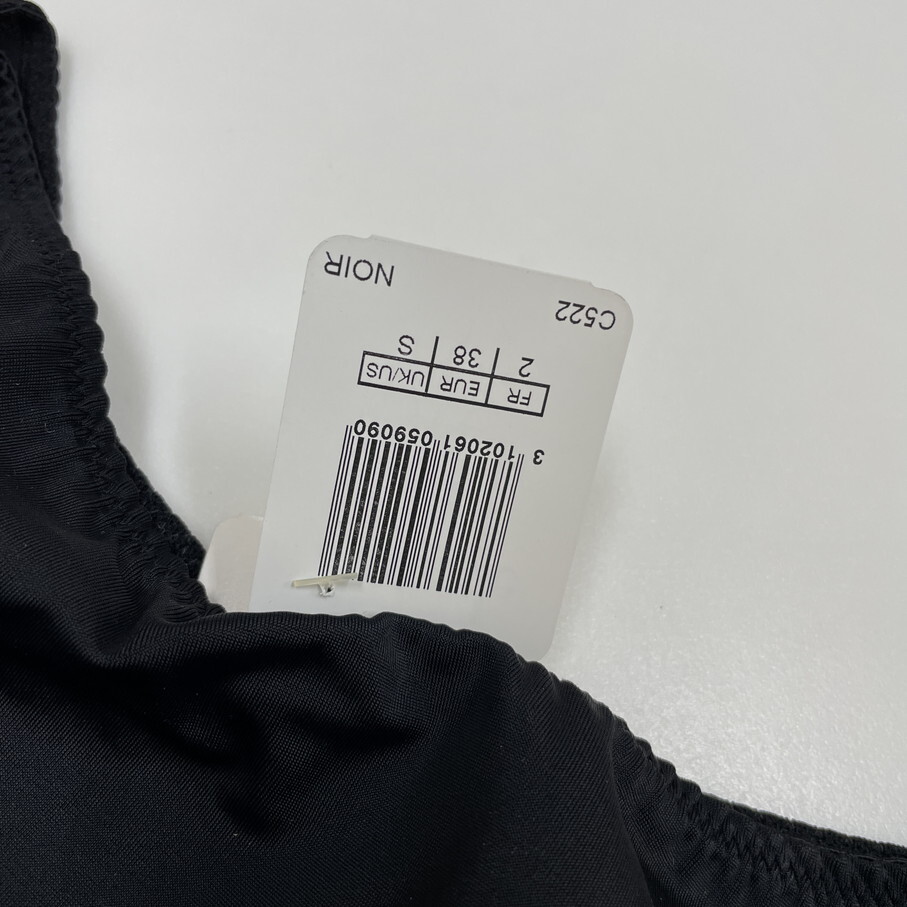 3 102061 059090
FR EUR UK/US
2 38 S
C522
NOIR